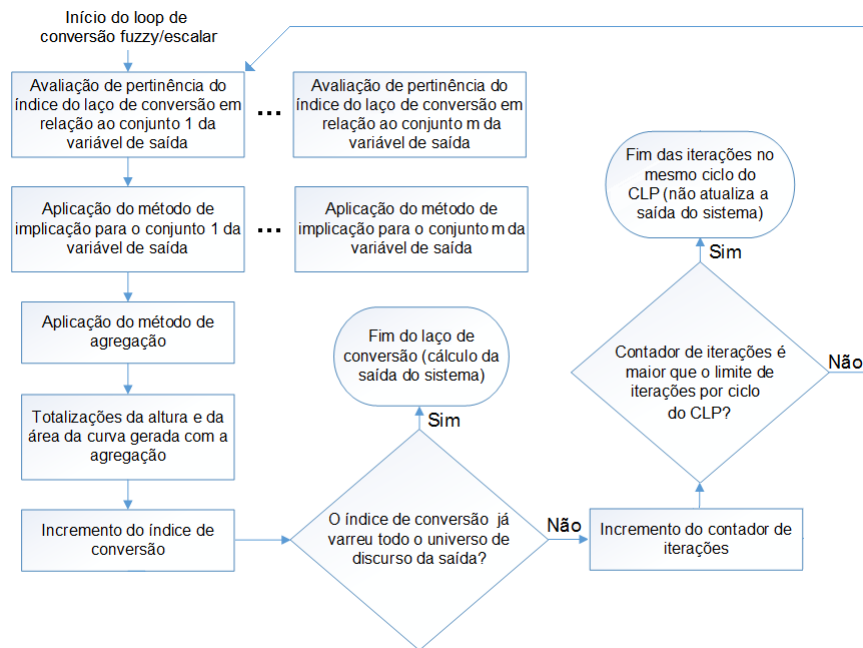 Início do loop de
conversão fuzzy/escalar
Avaliação de pertinência do
índice do laço de conversão em
relação ao conjunto 1 da
variável de saída
...
Avaliação de pertinência do
índice do laço de conversão em
relação ao conjunto m da
variável de saída
Aplicação do método de
implicação para o conjunto 1 da
variável de saída
...
Aplicação do método de
implicação para o conjunto m da
variável de saída
Aplicação do método de
agregação
Totalizações da altura e da
área da curva gerada com a
agregação
Incremento do índice de
conversão
O índice de conversão já
varreu todo o universo de
discurso da saída?
Sim
Fim do laço de
conversão (cálculo da
saída do sistema)
Não
Incremento do contador de
iterações
Contador de iterações é
maior que o limite de
iterações por ciclo
do CLP?
Não
Sim
Fim das iterações no
mesmo ciclo do
CLP (não atualiza a
saída do sistema)